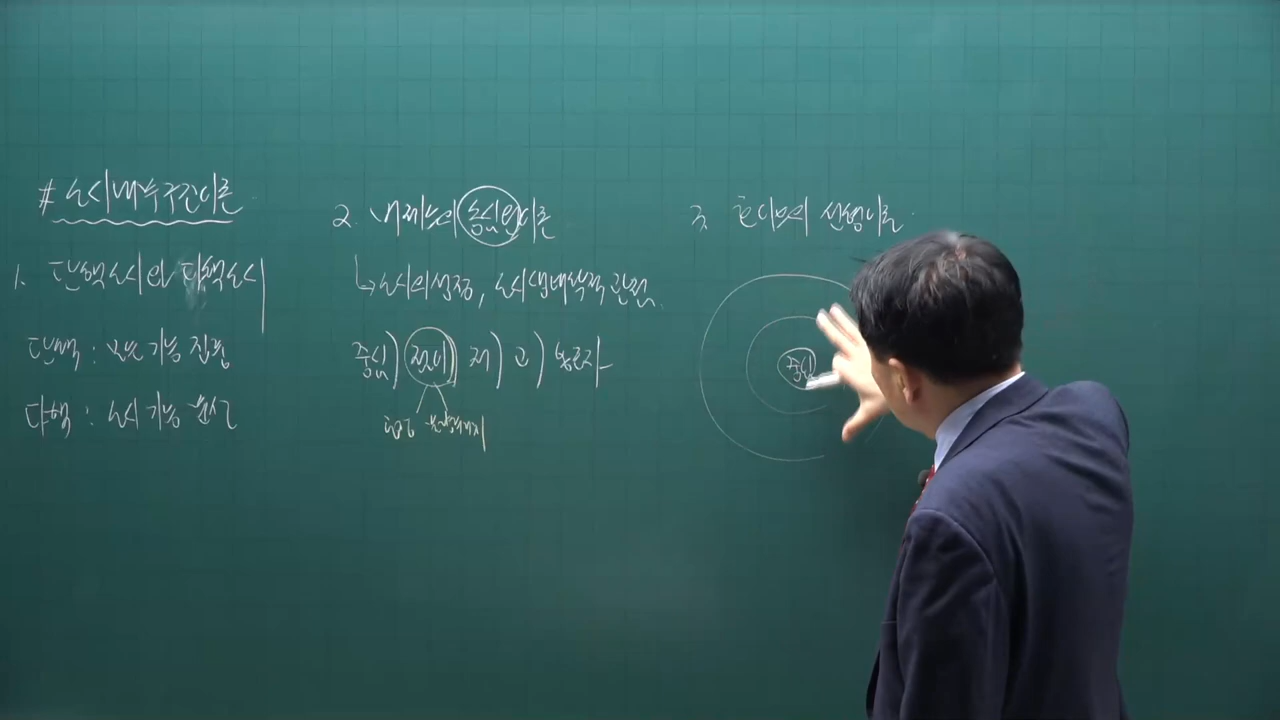 # 도시내부구조이론
1. 단핵도시와 다핵도시
단핵 : 모든 기능 집중
다핵 : 도시 기능 분산
2. 버제스의 동심원이론
↳ 도시의 성장, 도시생태학적 관점
중심) 전이) 저) 고) 통근자
3. 호이트의 선형이론
중심